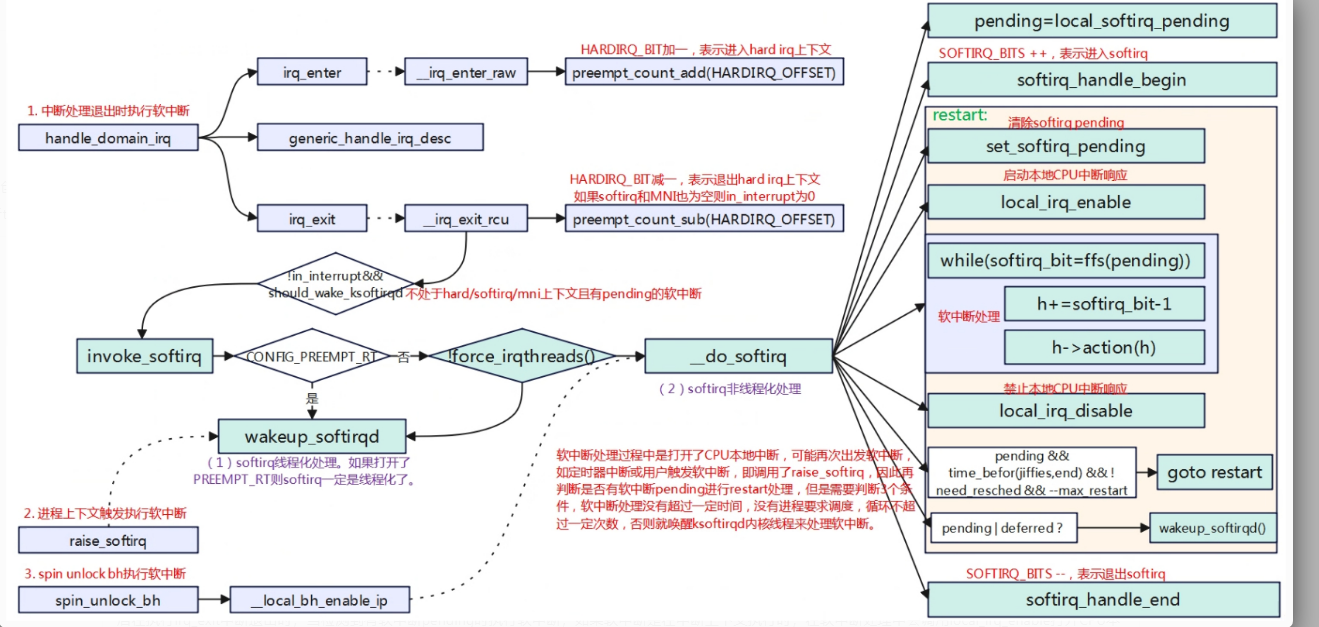 HARDIRQ_BIT加一，表示进入hard irq上下文
irq_enter
__irq_enter_raw
preempt_count_add(HARDIRQ_OFFSET)
1. 中断处理退出时执行软中断
handle_domain_irq
generic_handle_irq_desc
HARDIRQ_BIT减一，表示退出hard irq上下文
如果softirq和MNI也为空则in_interrupt为0
irq_exit
__irq_exit_rcu
preempt_count_sub(HARDIRQ_OFFSET)
!in_interrupt&&
should_wake_ksoftirqd
不处于hard/softirq/mni上下文且有pending的软中断
invoke_softirq
CONFIG_PREEMPT_RT
否
!force_irqthreads()
__do_softirq
（2）softirq非线程化处理
是
wakeup_softirqd
（1）softirq线程化处理。如果打开了
PREEMPT_RT则softirq一定是线程化了。
2. 进程上下文触发执行软中断
raise_softirq
3. spin unlock bh执行软中断
spin_unlock_bh
__local_bh_enable_ip
软中断处理过程中是打开了CPU本地中断，可能再次出发软中断，
如定时器中断或用户触发软中断，即调用了raise_softirq，因此再
判断是否有软中断pending进行restart处理，但是需要判断3个条
件，软中断处理没有超过一定时间，没有进程要求调度，循环不超
过一定次数，否则就唤醒ksoftirqd内核线程来处理软中断。
pending=local_softirq_pending
SOFTIRQ_BITS ++，表示进入softirq
softirq_handle_begin
restart:
清除softirq pending
set_softirq_pending
启动本地CPU中断响应
local_irq_enable
while(softirq_bit=ffs(pending))
软中断处理
h+=softirq_bit-1
h->action(h)
禁止本地CPU中断响应
local_irq_disable
pending &&
time_befor(jiffies,end) && !
need_resched && --max_restart
goto restart
pending|deferred ?
wakeup_softirqd()
SOFTIRQ_BITS --，表示退出softirq
softirq_handle_end